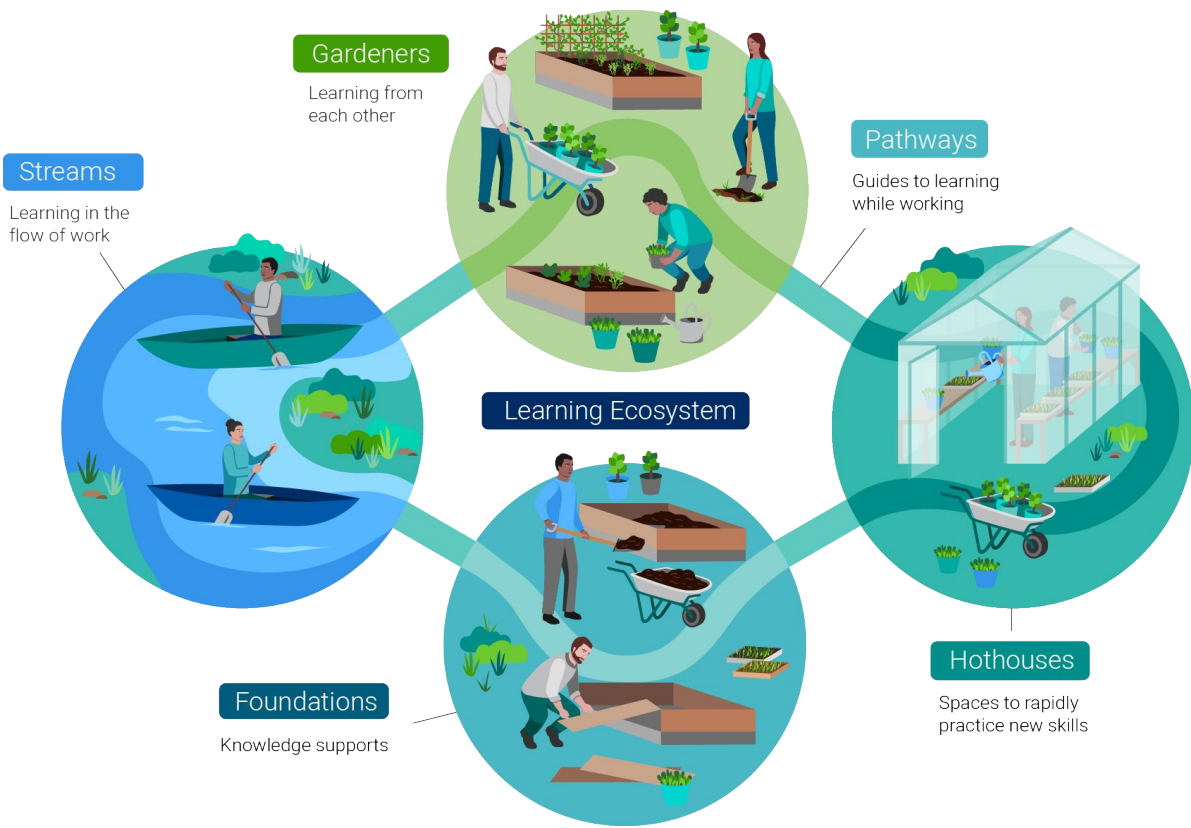 Gardeners
Learning from
each other
Streams
Learning in the
flow of work
Pathways
Guides to learning
while working
Learning Ecosystem
Foundations
Knowledge supports
Hothouses
Spaces to rapidly
practice new skills